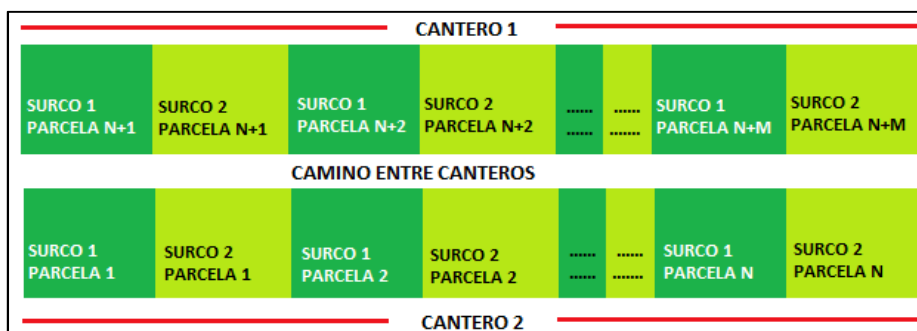 CANTERO 1
SURCO 1
PARCELA N+1
SURCO 2
PARCELA N+1
SURCO 1
PARCELA N+2
SURCO 2
PARCELA N+2
......
......
......
.......
SURCO 1
PARCELA N+M
SURCO 2
PARCELA N+M
CAMINO ENTRE CANTEROS
SURCO 1
PARCELA 1
SURCO 2
PARCELA 1
SURCO 1
PARCELA 2
SURCO 2
PARCELA 2
......
......
......
.......
SURCO 1
PARCELA N
SURCO 2
PARCELA N
CANTERO 2